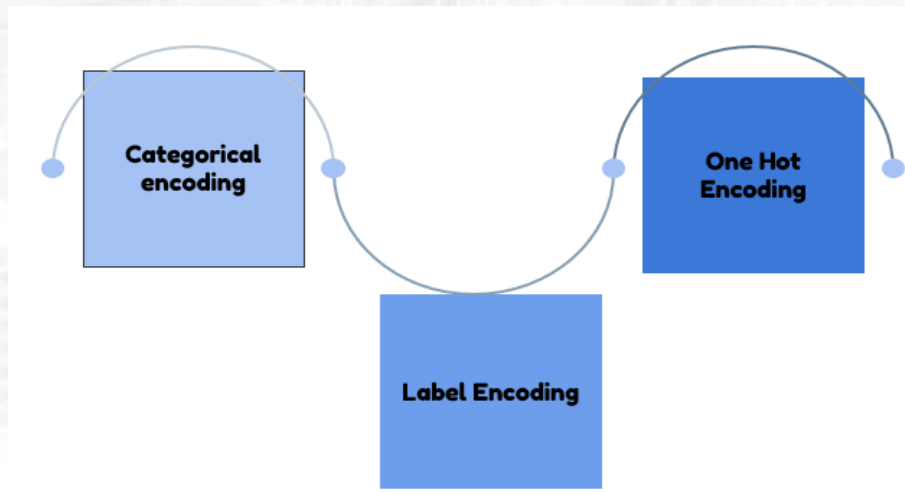 Categorical
encoding
Label Encoding
One Hot
Encoding